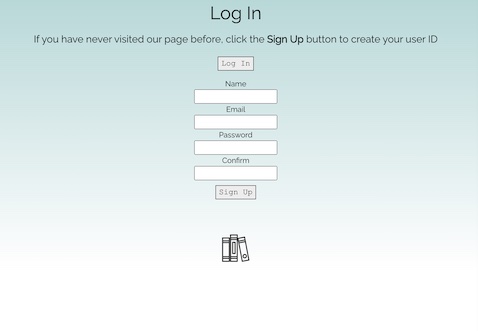 Log In
If you have never visited our page before, click the Sign Up button to create your user ID
Log In
Name
Email
Password
Confirm
Sign Up